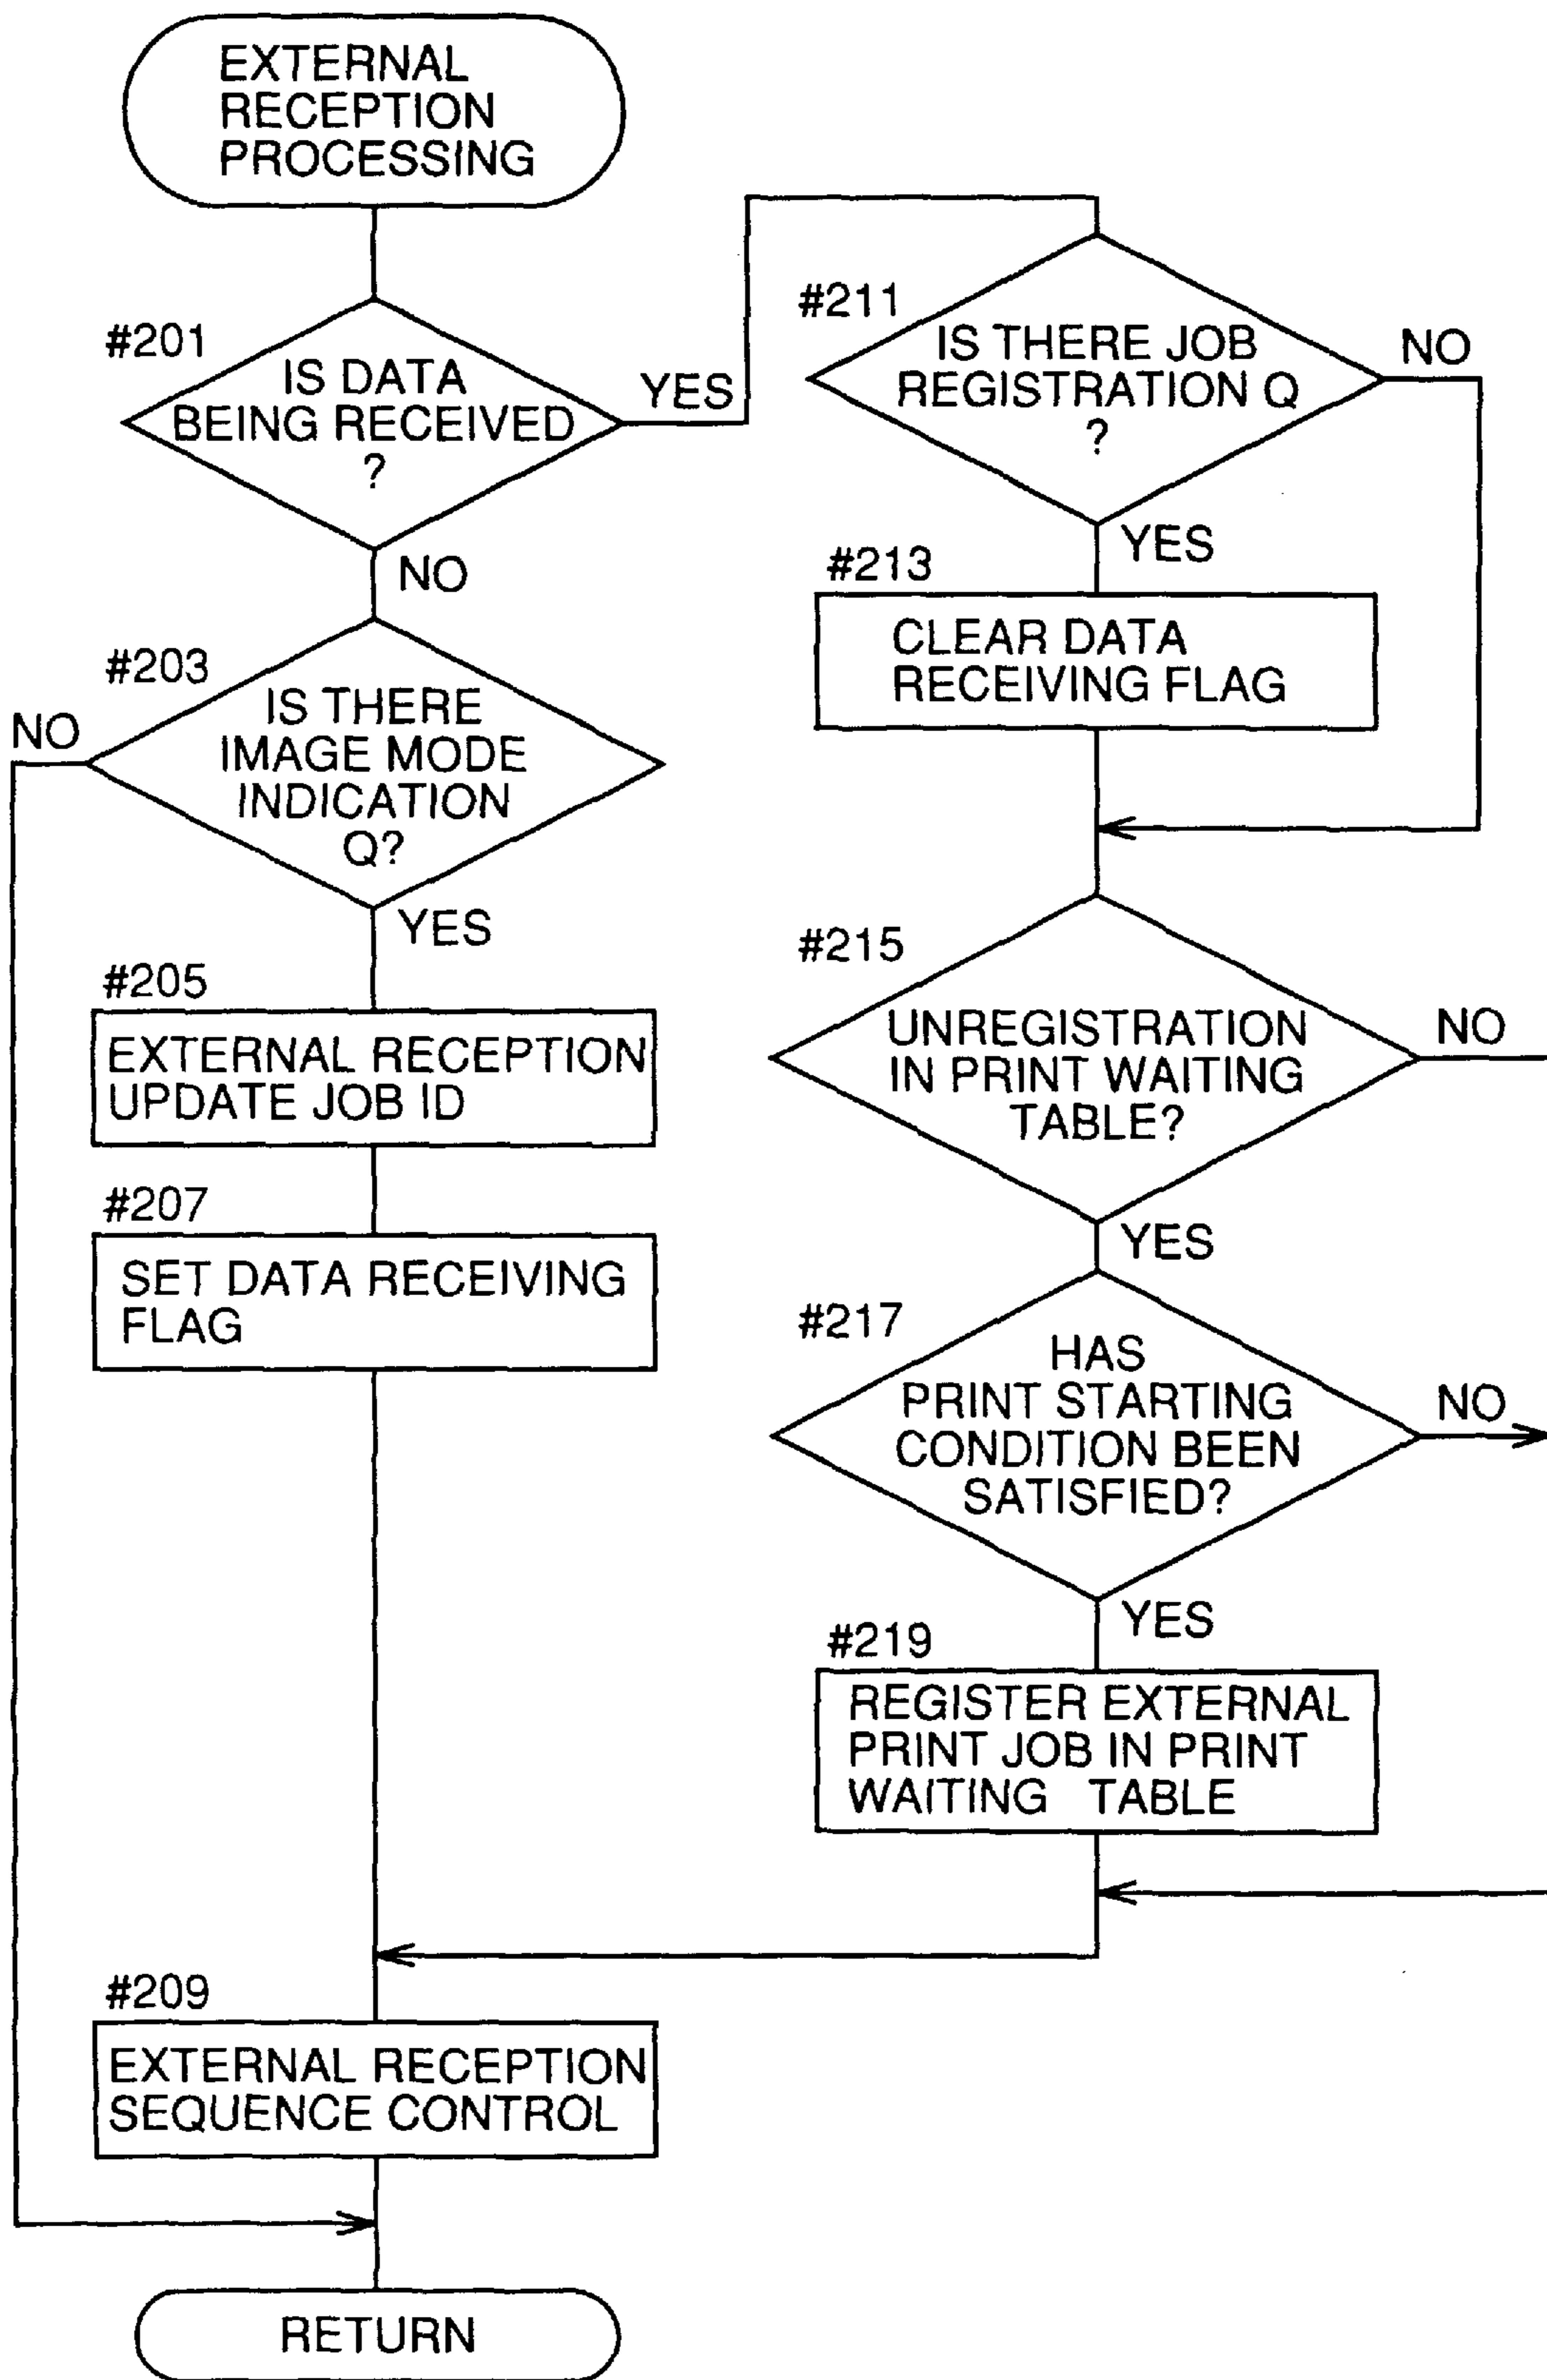 EXTERNAL
RECEPTION
PROCESSING
#201
IS DATA
BEING RECEIVED
?
YES
NO
#203
IS THERE
IMAGE MODE
INDICATION
Q?
NO
YES
#205
EXTERNAL RECEPTION
UPDATE JOB ID
#207
SET DATA RECEIVING
FLAG
#211
IS THERE JOB
REGISTRATION Q
?
NO
YES
#213
CLEAR DATA
RECEIVING FLAG
#215
UNREGISTRATION
IN PRINT WAITING
TABLE?
NO
YES
#217
HAS
PRINT STARTING
CONDITION BEEN
SATISFIED?
NO
YES
#219
REGISTER EXTERNAL
PRINT JOB IN PRINT
WAITING TABLE
#209
EXTERNAL RECEPTION
SEQUENCE CONTROL
RETURN